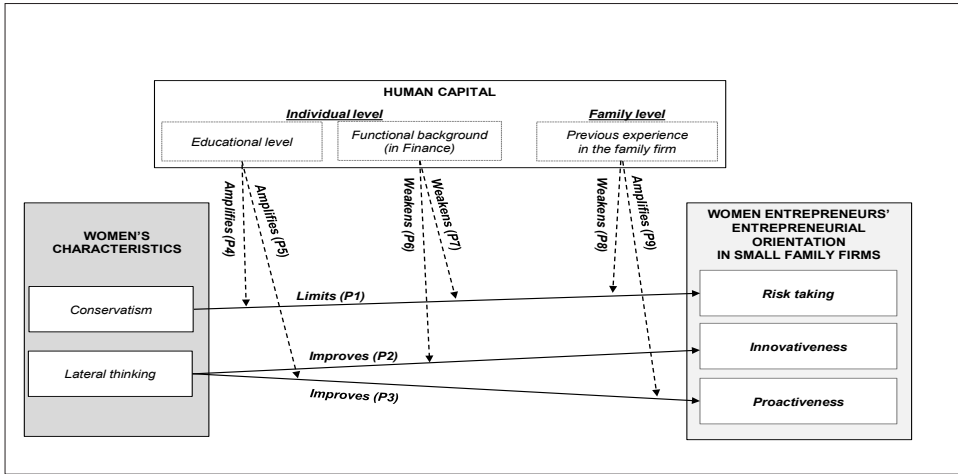 HUMAN CAPITAL
Individual level
Family level
Educational level
Functional background
(in Finance)
Previous experience
in the family firm
Amplifies (P4)
Amplifies (P5)
Weakens (P6)
Weakens (P7)
Weakens (P8)
Amplifies (P9)
WOMEN'S
CHARACTERISTICS
Conservatism
Lateral thinking
Limits (P1)
Improves (P2)
Improves (P3)
WOMEN ENTREPRENEURS'
ENTREPRENEURIAL
ORIENTATION
IN SMALL FAMILY FIRMS
Risk taking
Innovativeness
Proactiveness